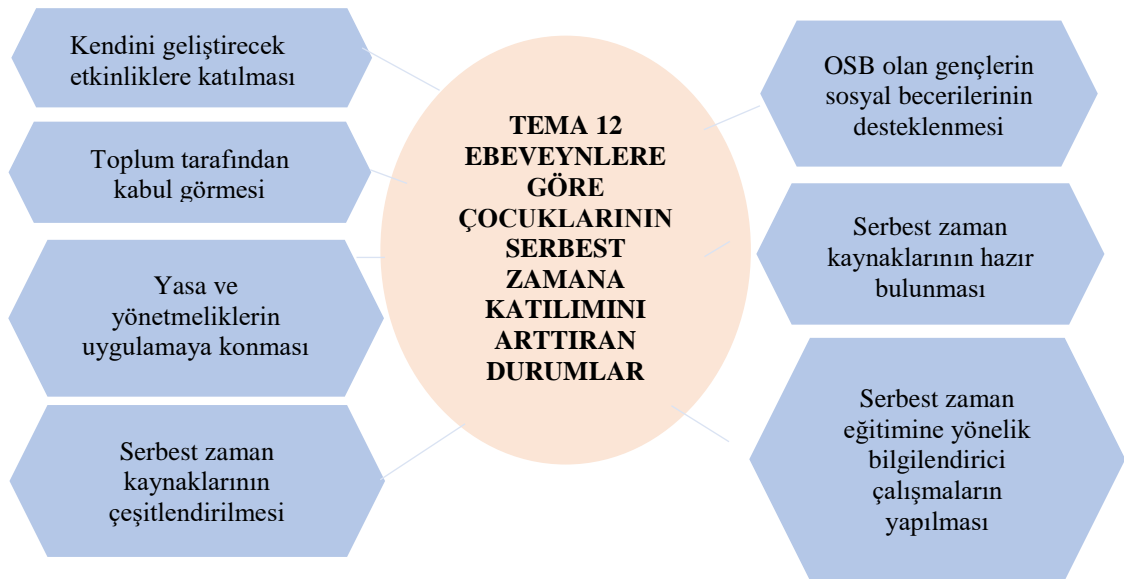 Kendini geliştirecek
etkinliklere katılması
Toplum tarafından
kabul görmesi
Yasa ve
yönetmeliklerin
uygulamaya konması
Serbest zaman
kaynaklarının
çeşitlendirilmesi
TEMA 12
EBEVEYNLERE
GÖRE
ÇOCUKLARININ
SERBEST
ZAMANA
KATILIMINI
ARTTIRAN
DURUMLAR
OSB olan gençlerin
sosyal becerilerinin
desteklenmesi
Serbest zaman
kaynaklarının hazır
bulunması
Serbest zaman
eğitimine yönelik
bilgilendirici
çalışmaların
yapılması